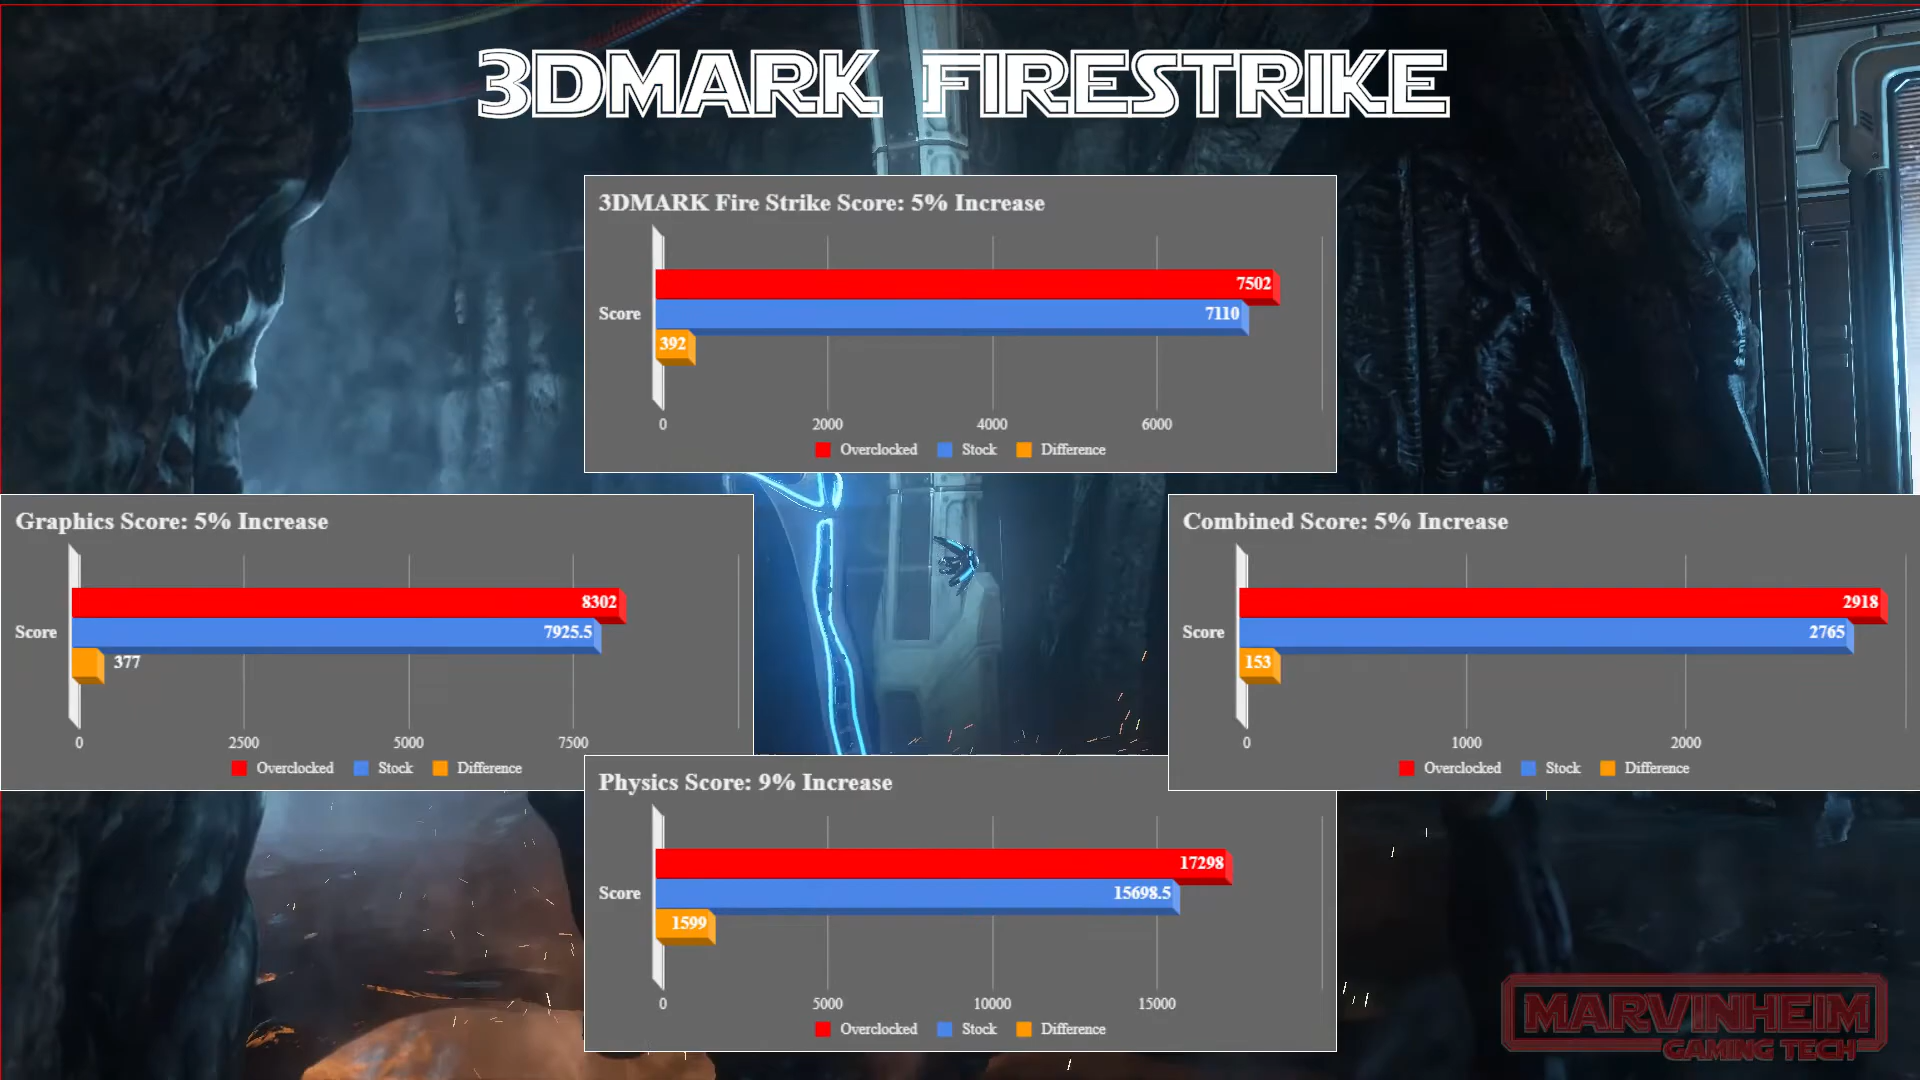 3DMARK FIRESTRIKE
3DMARK Fire Strike Score: 5% Increase
7502
Score
7110
392
0 2000 4000 6000
Overclocked Stock Difference
Graphics Score: 5% Increase
8302
Score
7925.5
377
0 2500 5000 7500
Overclocked Stock Difference
Combined Score: 5% Increase
2918
Score
2765
153
0 1000 2000
Overclocked Stock Difference
Physics Score: 9% Increase
17298
Score
15698.5
1599
0 5000 10000 15000
Overclocked Stock Difference
MARVINHEIM
GAMING TECH